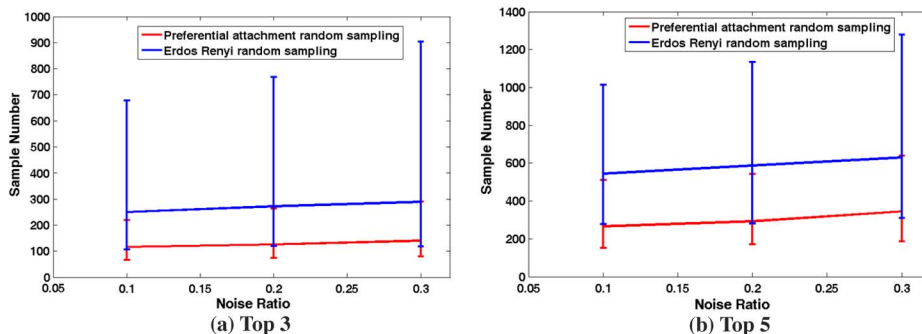 1000
900
800
700
600
500
400
300
200
100
0
Sample Number
Preferential attachment random sampling
Erdos Renyi random sampling
0.05 0.1 0.15 0.2 0.25 0.3
Noise Ratio
(a) Top 3
1400
1200
1000
800
600
400
200
0
Sample Number
Preferential attachment random sampling
Erdos Renyi random sampling
0.05 0.1 0.15 0.2 0.25 0.3
Noise Ratio
(b) Top 5